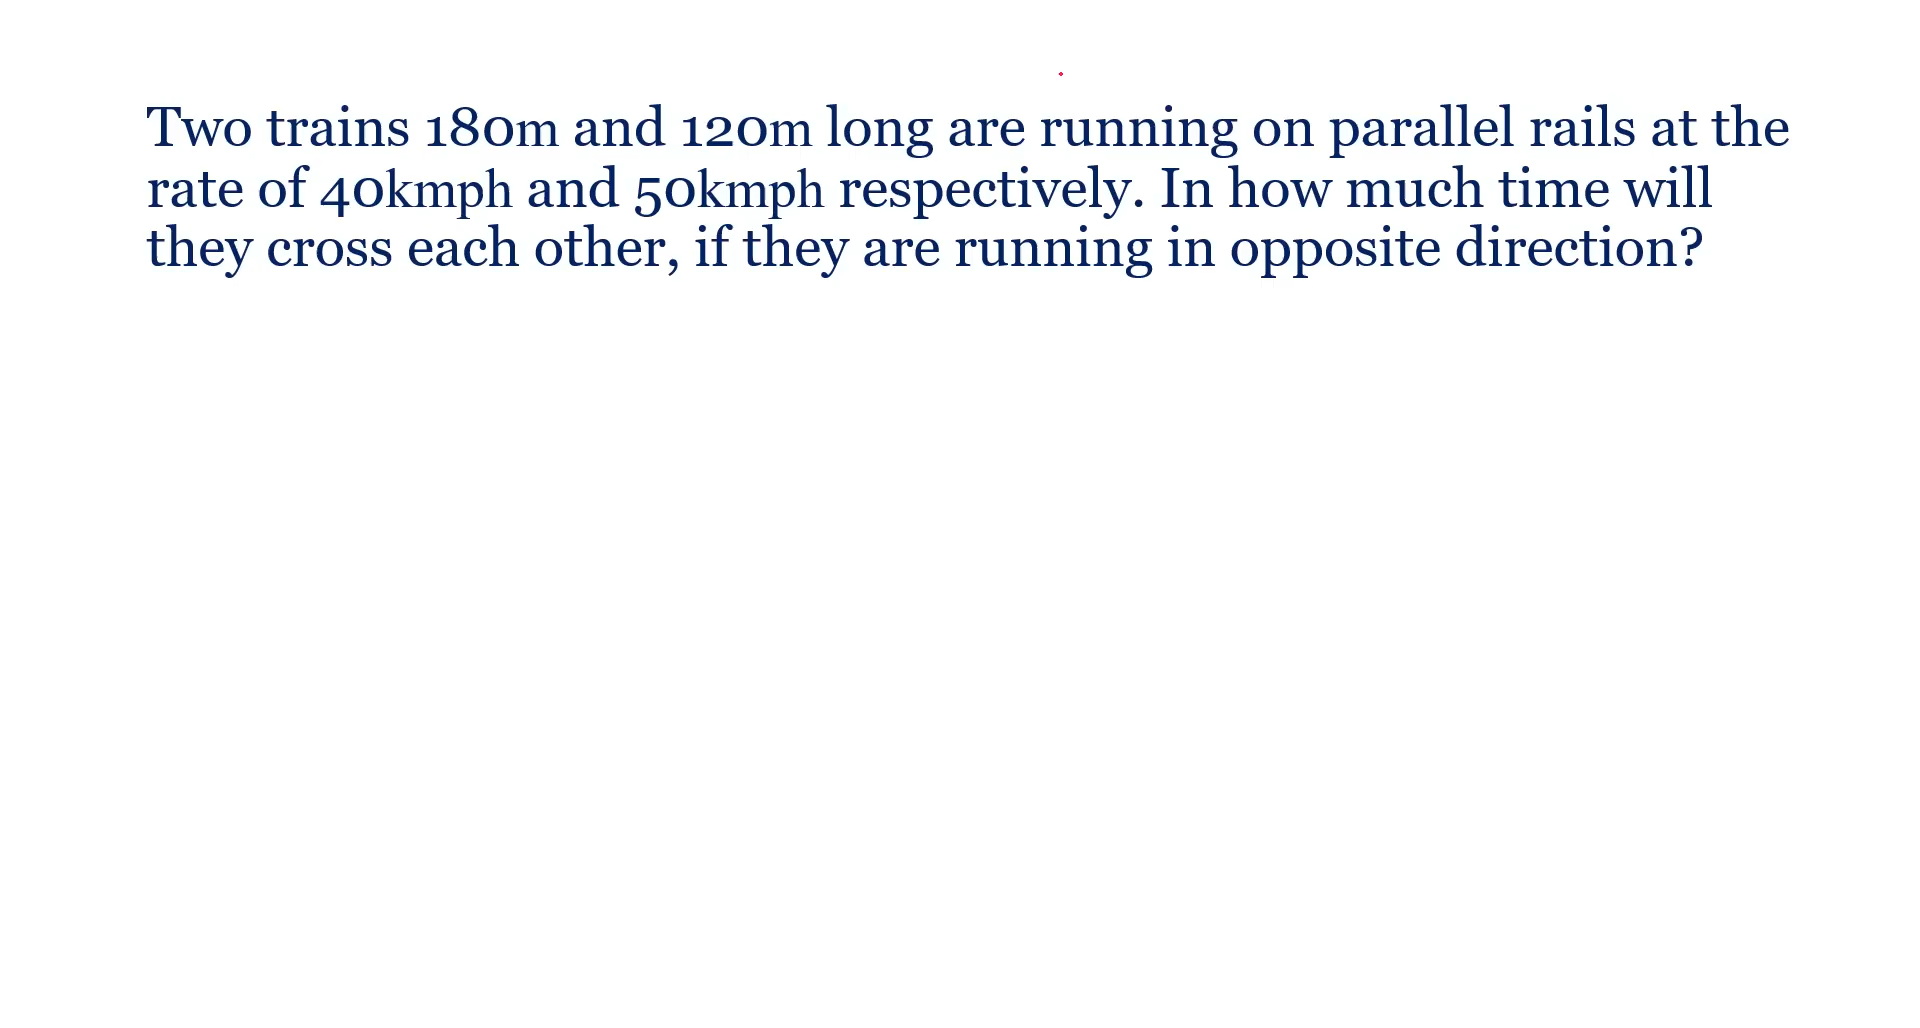 Two trains 180m and 120m long are running on parallel rails at the
rate of 40kmph and 50kmph respectively. In how much time will
they cross each other, if they are running in opposite direction?